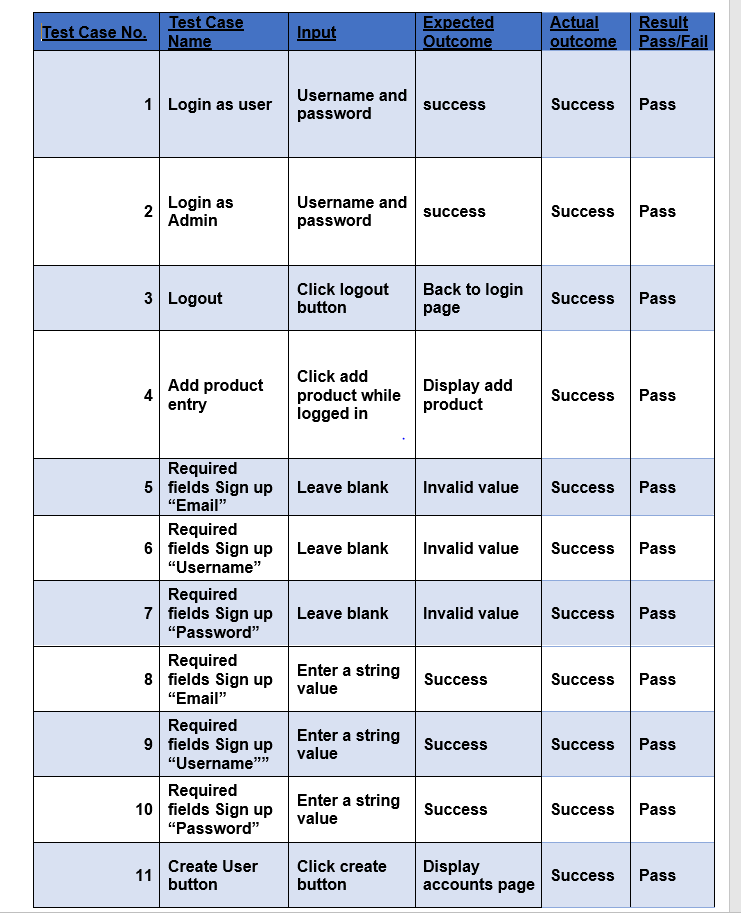 Test Case No. Test Case Name Input Expected Outcome Actual outcome Result Pass/Fail
1 Login as user Username and password success Success Pass
2 Login as Admin Username and password success Success Pass
3 Logout Click logout button Back to login page Success Pass
4 Add product entry Click add product while logged in Display add product Success Pass
5 Required fields Sign up “Email” Leave blank Invalid value Success Pass
6 Required fields Sign up “Username” Leave blank Invalid value Success Pass
7 Required fields Sign up “Password” Leave blank Invalid value Success Pass
8 Required fields Sign up “Email” Enter a string value Success Success Pass
9 Required fields Sign up “Username”” Enter a string value Success Success Pass
10 Required fields Sign up “Password” Enter a string value Success Success Pass
11 Create User button Click create button Display accounts page Success Pass